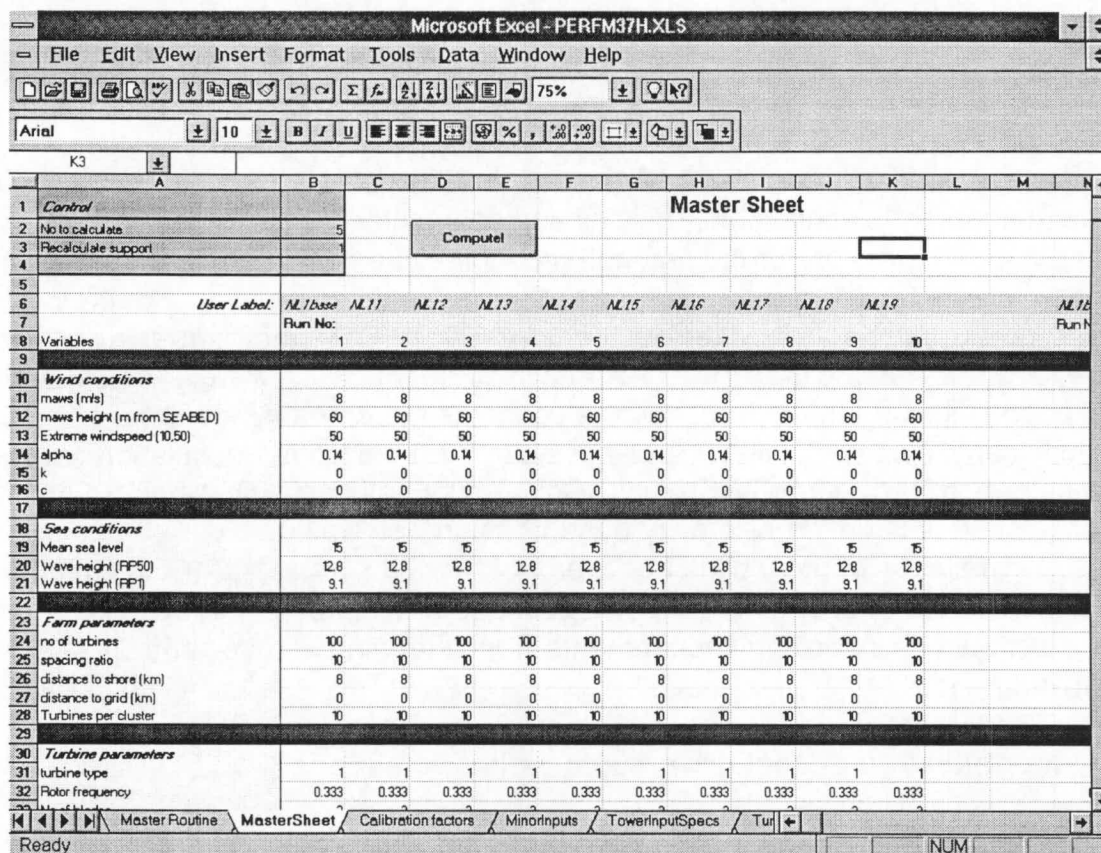 Microsoft Excel - PERFM37H.XLS
File Edit View Insert Format Tools Data Window Help
75%
Arial 10 B I U
K3
A B C D E F G H I J K L M N
1 Control Master Sheet
2 No to calculate 5 Compute!
3 Recalculate support 1
4
5
6 User Label: NL1base NL11 NL12 NL13 NL14 NL15 NL16 NL17 NL18 NL19 NL1b
7 Run No: Run N
8 Variables 1 2 3 4 5 6 7 8 9 10
9
10 Wind conditions
11 maws (m/s) 8 8 8 8 8 8 8 8 8 8
12 maws height (m from SEABED) 60 60 60 60 60 60 60 60 60 60
13 Extreme windspeed (10,50) 50 50 50 50 50 50 50 50 50 50
14 alpha 0.14 0.14 0.14 0.14 0.14 0.14 0.14 0.14 0.14 0.14
15 k 0 0 0 0 0 0 0 0 0 0
16 c 0 0 0 0 0 0 0 0 0 0
17
18 Sea conditions
19 Mean sea level 15 15 15 15 15 15 15 15 15 15
20 Wave height (RP50) 12.8 12.8 12.8 12.8 12.8 12.8 12.8 12.8 12.8 12.8
21 Wave height (RP1) 9.1 9.1 9.1 9.1 9.1 9.1 9.1 9.1 9.1 9.1
22
23 Farm parameters
24 no of turbines 100 100 100 100 100 100 100 100 100 100
25 spacing ratio 10 10 10 10 10 10 10 10 10 10
26 distance to shore (km) 8 8 8 8 8 8 8 8 8 8
27 distance to grid (km) 0 0 0 0 0 0 0 0 0 0
28 Turbines per cluster 10 10 10 10 10 10 10 10 10 10
29
30 Turbine parameters
31 turbine type 1 1 1 1 1 1 1 1 1 1
32 Rotor frequency 0.333 0.333 0.333 0.333 0.333 0.333 0.333 0.333 0.333 0.333
Master Routine MasterSheet Calibration factors MinorInputs TowerInputSpecs Tur
Ready NUM